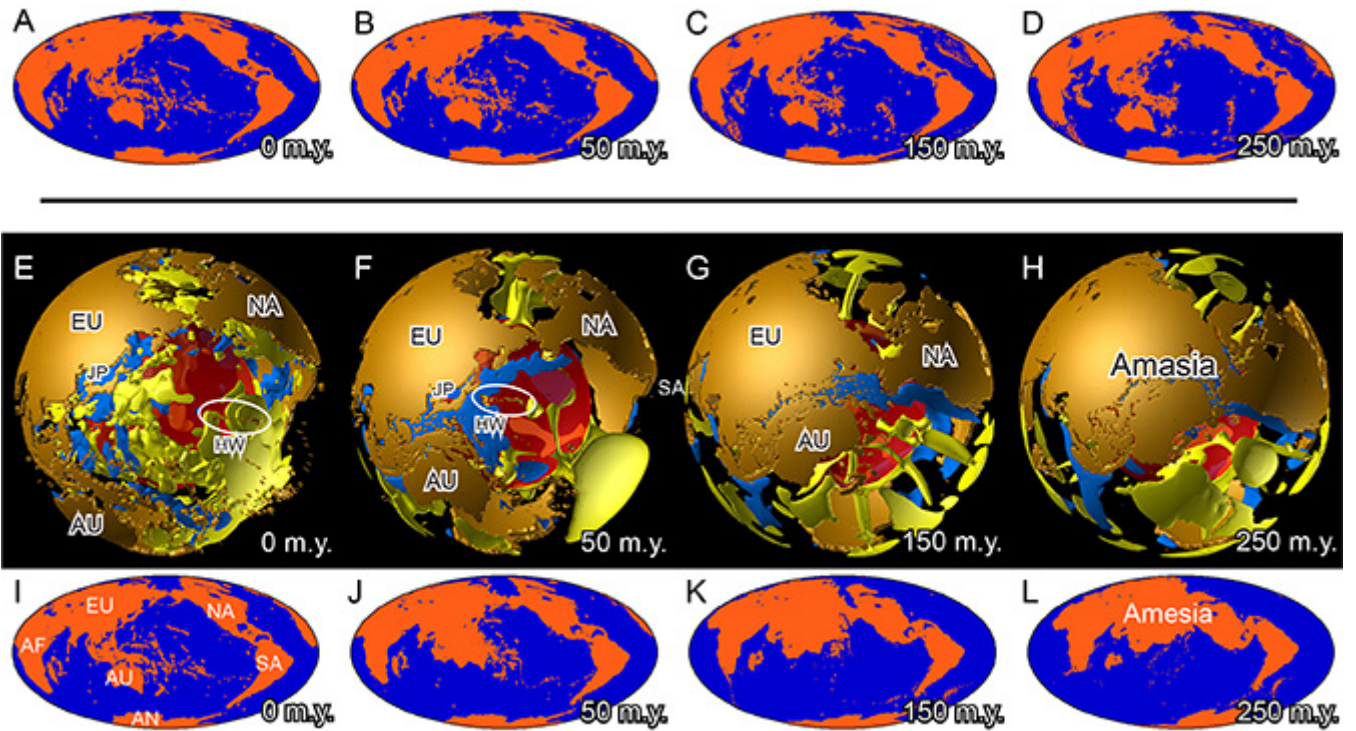 A B C D
0 m.y. 50 m.y. 150 m.y. 250 m.y.
E F G H
NA
EU EU NA EU
NA
Amasia
JP JP SA
HW HW
AU AU
AU
0 m.y. 50 m.y. 150 m.y. 250 m.y.
I J K L
EU NA Amesia
AF
SA
AU
AN
0 m.y. 50 m.y. 150 m.y. 250 m.y.